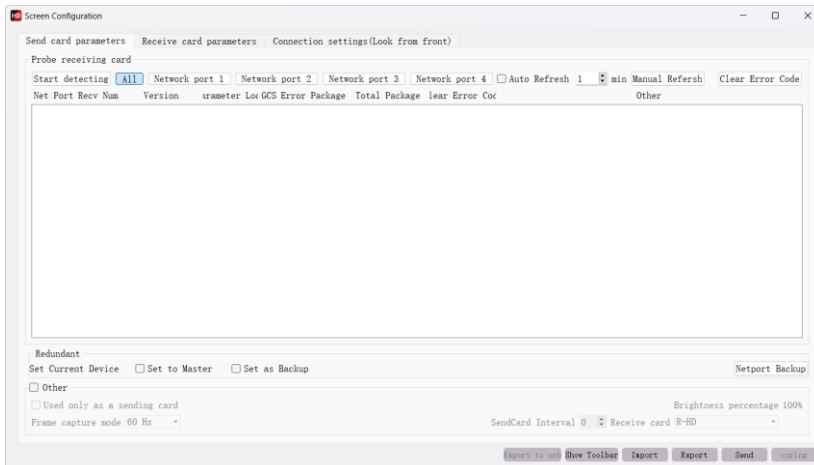 Screen Configuration
Send card parameters Receive card parameters Connection settings(Look from front)
Probe receiving card
Start detecting All Network port 1 Network port 2 Network port 3 Network port 4 Auto Refresh 1 min Manual Refersh Clear Error Code
Net Port Recv Num Version arameter Loc GCS Error Package Total Package lear Error Coc Other
Redundant
Set Current Device Set to Master Set as Backup Netport Backup
Other
Used only as a sending card Brightness percentage 100%
Frame capture mode 60 Hz SendCard Interval 0 Receive card R-HD
Export to usb Show Toolbar Import Export Send curing